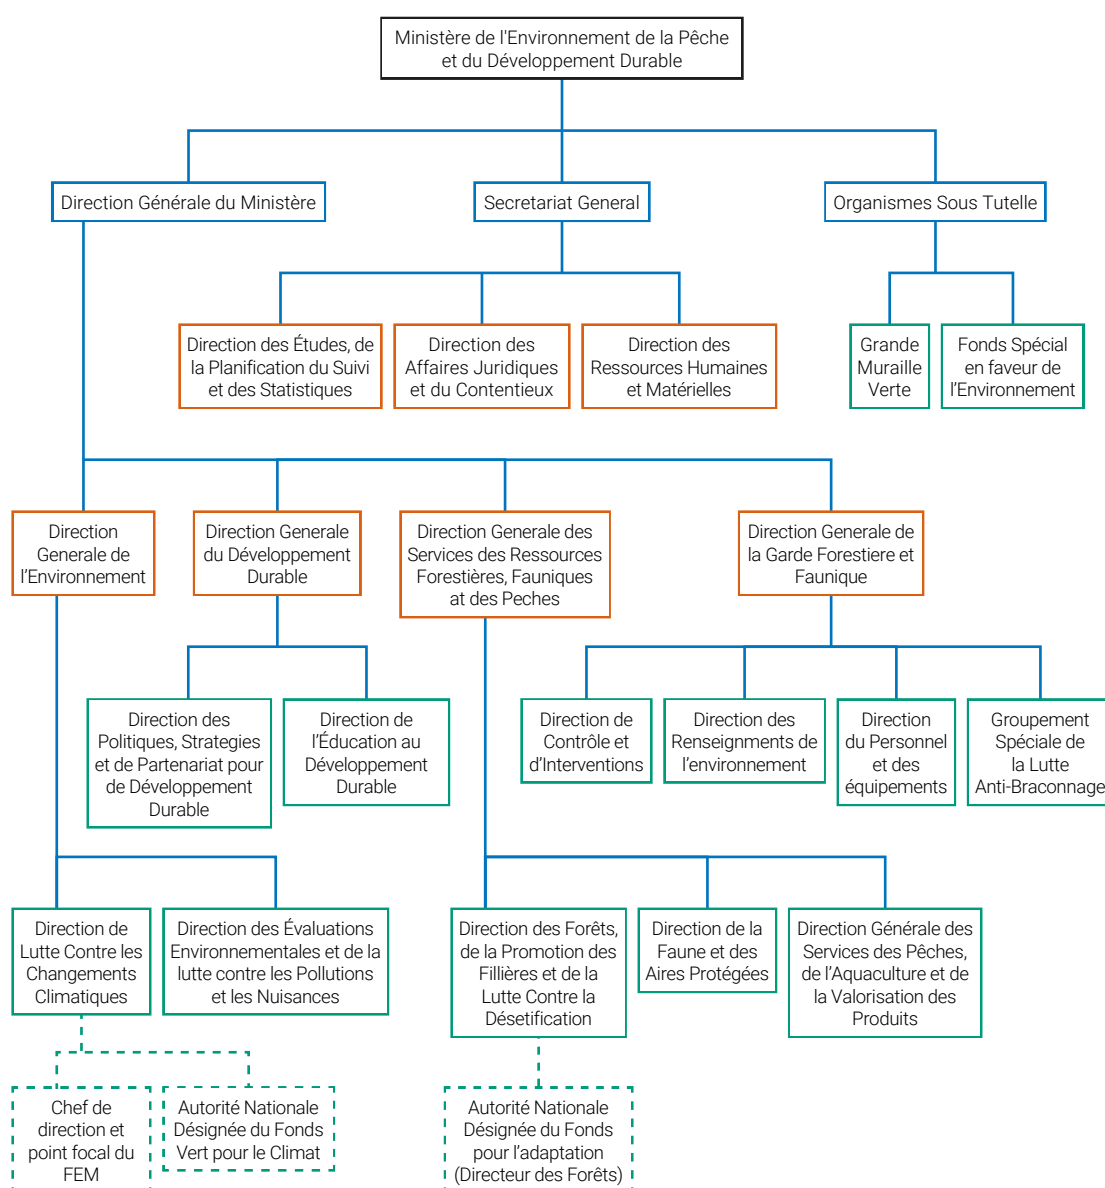 Ministère de l'Environnement de la Pêche
et du Développement Durable
Direction Générale du Ministère
Secretariat General
Organismes Sous Tutelle
Direction des Études, de
la Planification du Suivi
et des Statistiques
Direction des
Affaires Juridiques
et du Contentieux
Direction des
Ressources Humaines
et Matérielles
Grande
Muraille
Verte
Fonds Spécial
en faveur de
l'Environnement
Direction
Generale de
l'Environnement
Direction Generale
du Développement
Durable
Direction Generale des
Services des Ressources
Forestières, Fauniques
at des Peches
Direction Generale de
la Garde Forestiere et
Faunique
Direction des
Politiques, Strategies
et de Partenariat pour
de Développement
Durable
Direction de
l'Éducation au
Développement
Durable
Direction de
Contrôle et
d'Interventions
Direction des
Renseignments de
l'environnement
Direction
du Personnel
et des
équipements
Groupement
Spéciale de
la Lutte
Anti-Braconnage
Direction de
Lutte Contre les
Changements
Climatiques
Direction des Évaluations
Environnementales et de la
lutte contre les Pollutions
et les Nuisances
Direction des Forêts,
de la Promotion des
Fillières et de la
Lutte Contre la
Désetification
Direction de la
Faune et des
Aires Protégées
Direction Générale des
Services des Pêches,
de l'Aquaculture et de
la Valorisation des
Produits
Chef de
direction et
point focal du
FEM
Autorité Nationale
Désignée du Fonds
Vert pour le Climat
Autorité Nationale
Désignée du Fonds
pour l'adaptation
(Directeur des Forêts)